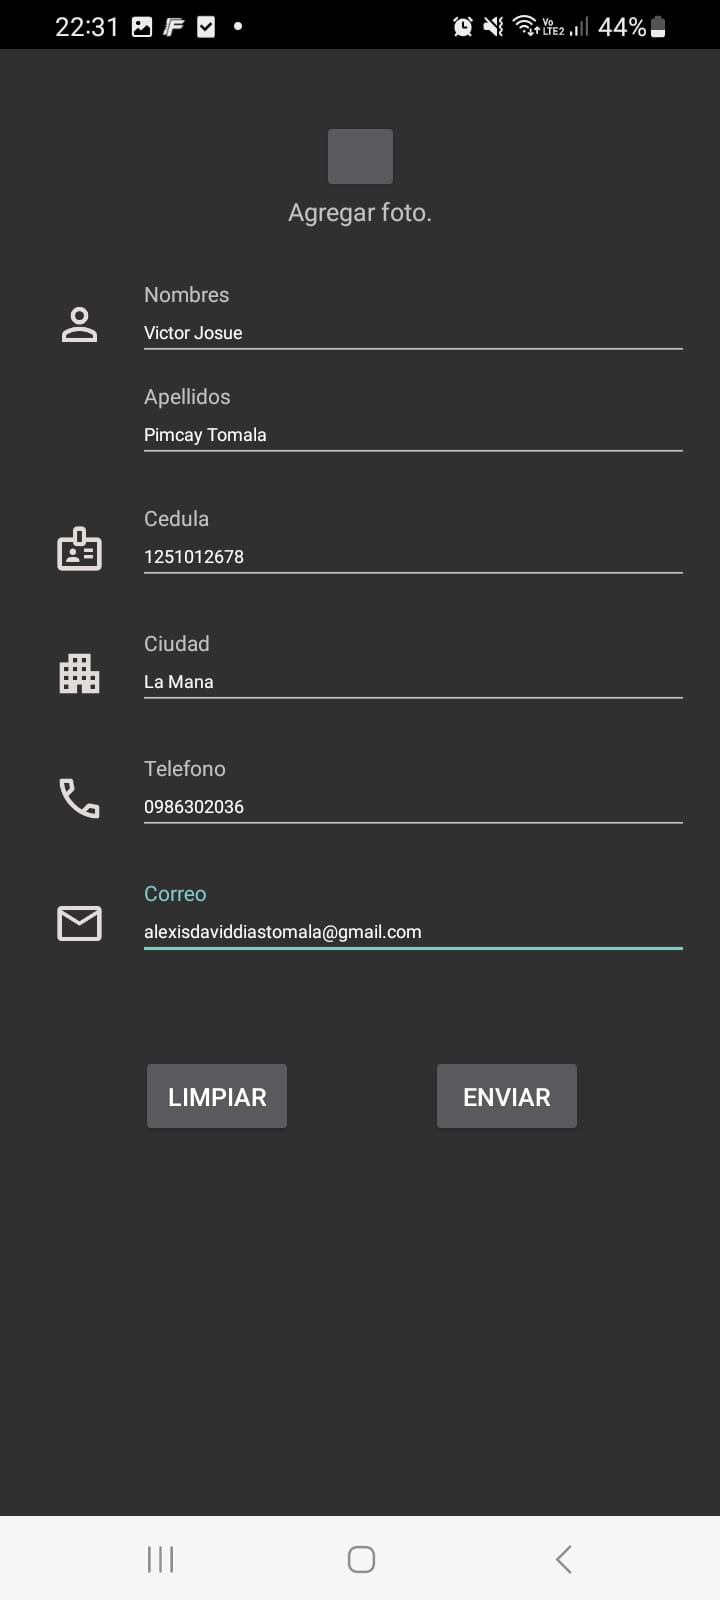 22:31
Vo
LTE2
44%
Agregar foto.
Nombres
Victor Josue
Apellidos
Pimcay Tomala
Cedula
1251012678
Ciudad
La Mana
Telefono
0986302036
Correo
alexisdaviddiastomala@gmail.com
LIMPIAR
ENVIAR